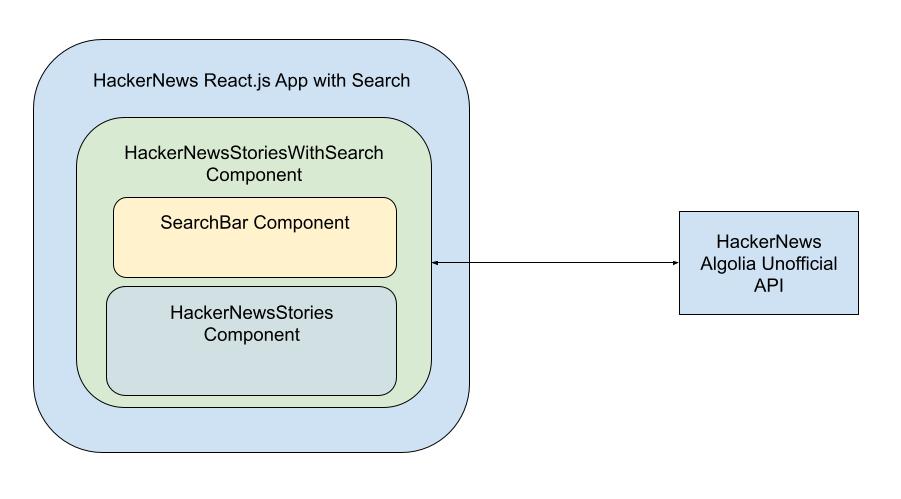 HackerNews React.js App with Search
HackerNewsStoriesWithSearch
Component
SearchBar Component
HackerNewsStories
Component
HackerNews
Algolia Unofficial
API